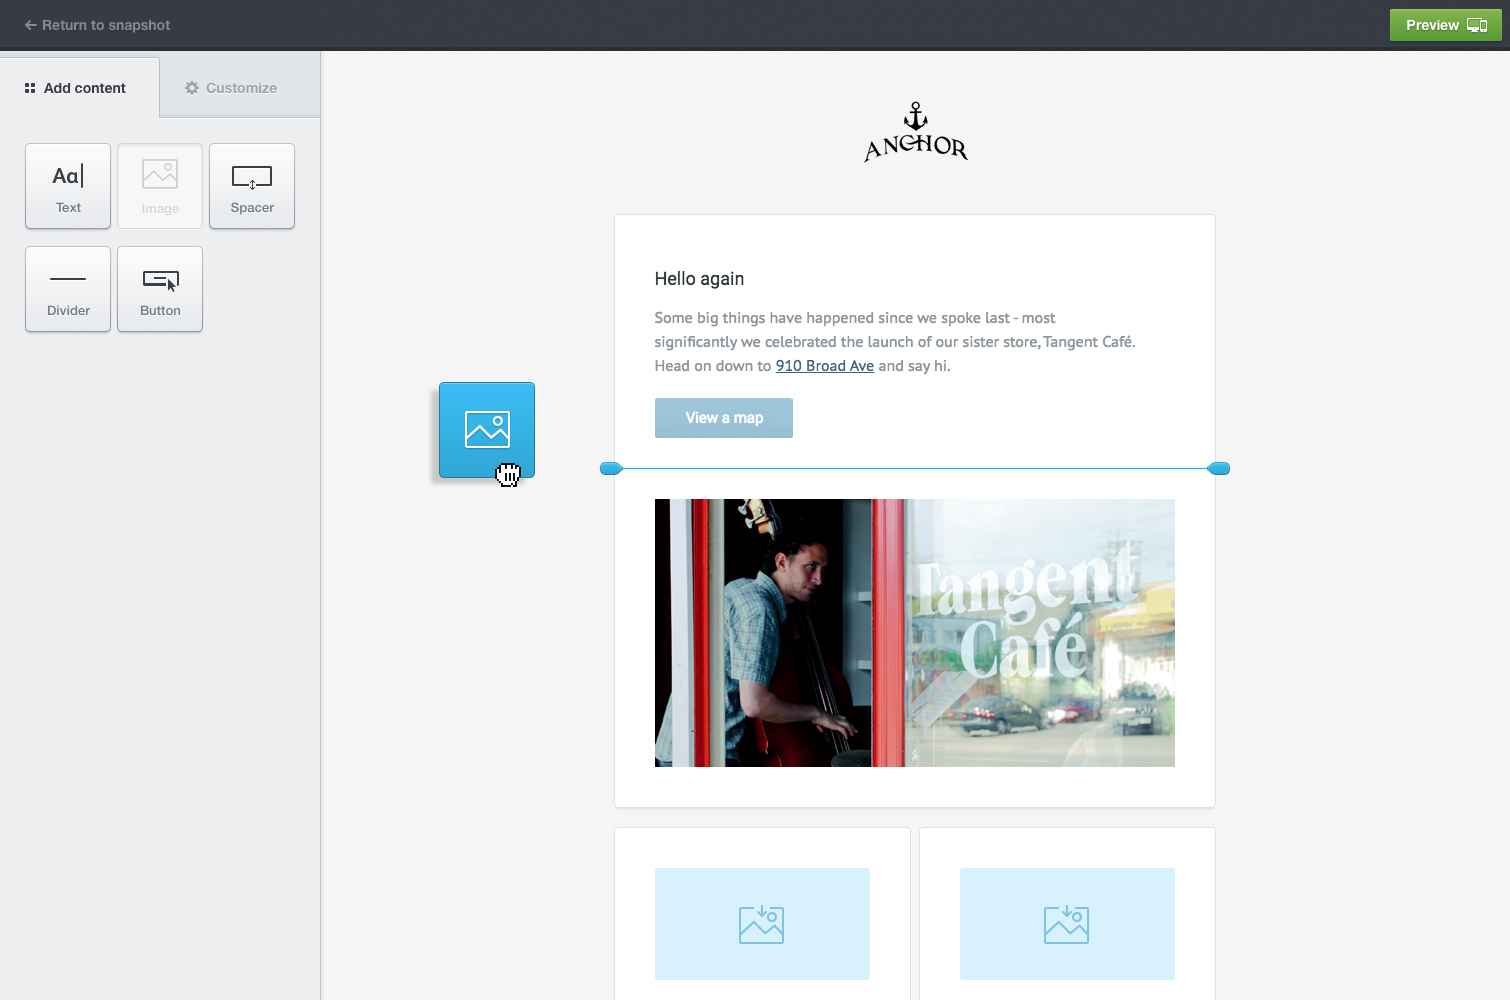 Return to snapshot
Preview
Add content
Customize
Aa
Text
Image
Spacer
Divider
Button
ANCHOR
Hello again
Some big things have happened since we spoke last - most
significantly we celebrated the launch of our sister store, Tangent Café.
Head on down to 910 Broad Ave and say hi.
View a map
Tangent
Café